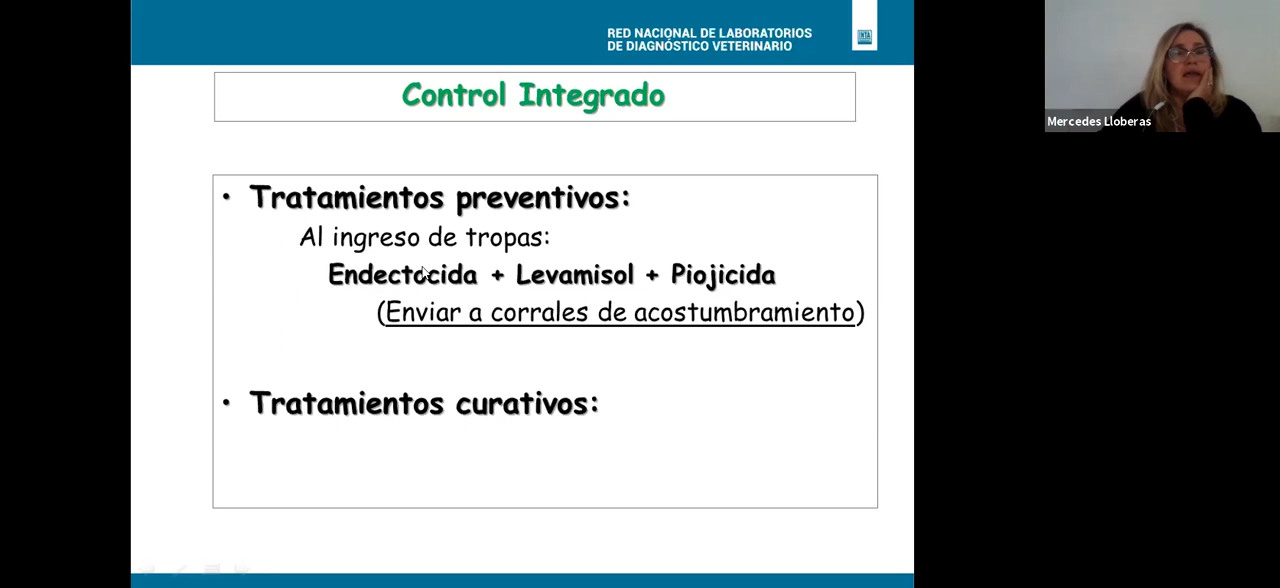 RED NACIONAL DE LABORATORIOS
DE DIAGNÓSTICO VETERINARIO
INTA
Control Integrado
• Tratamientos preventivos:
Al ingreso de tropas:
Endectocida + Levamisol + Piojicida
(Enviar a corrales de acostumbramiento)
• Tratamientos curativos:
Mercedes Lloberas